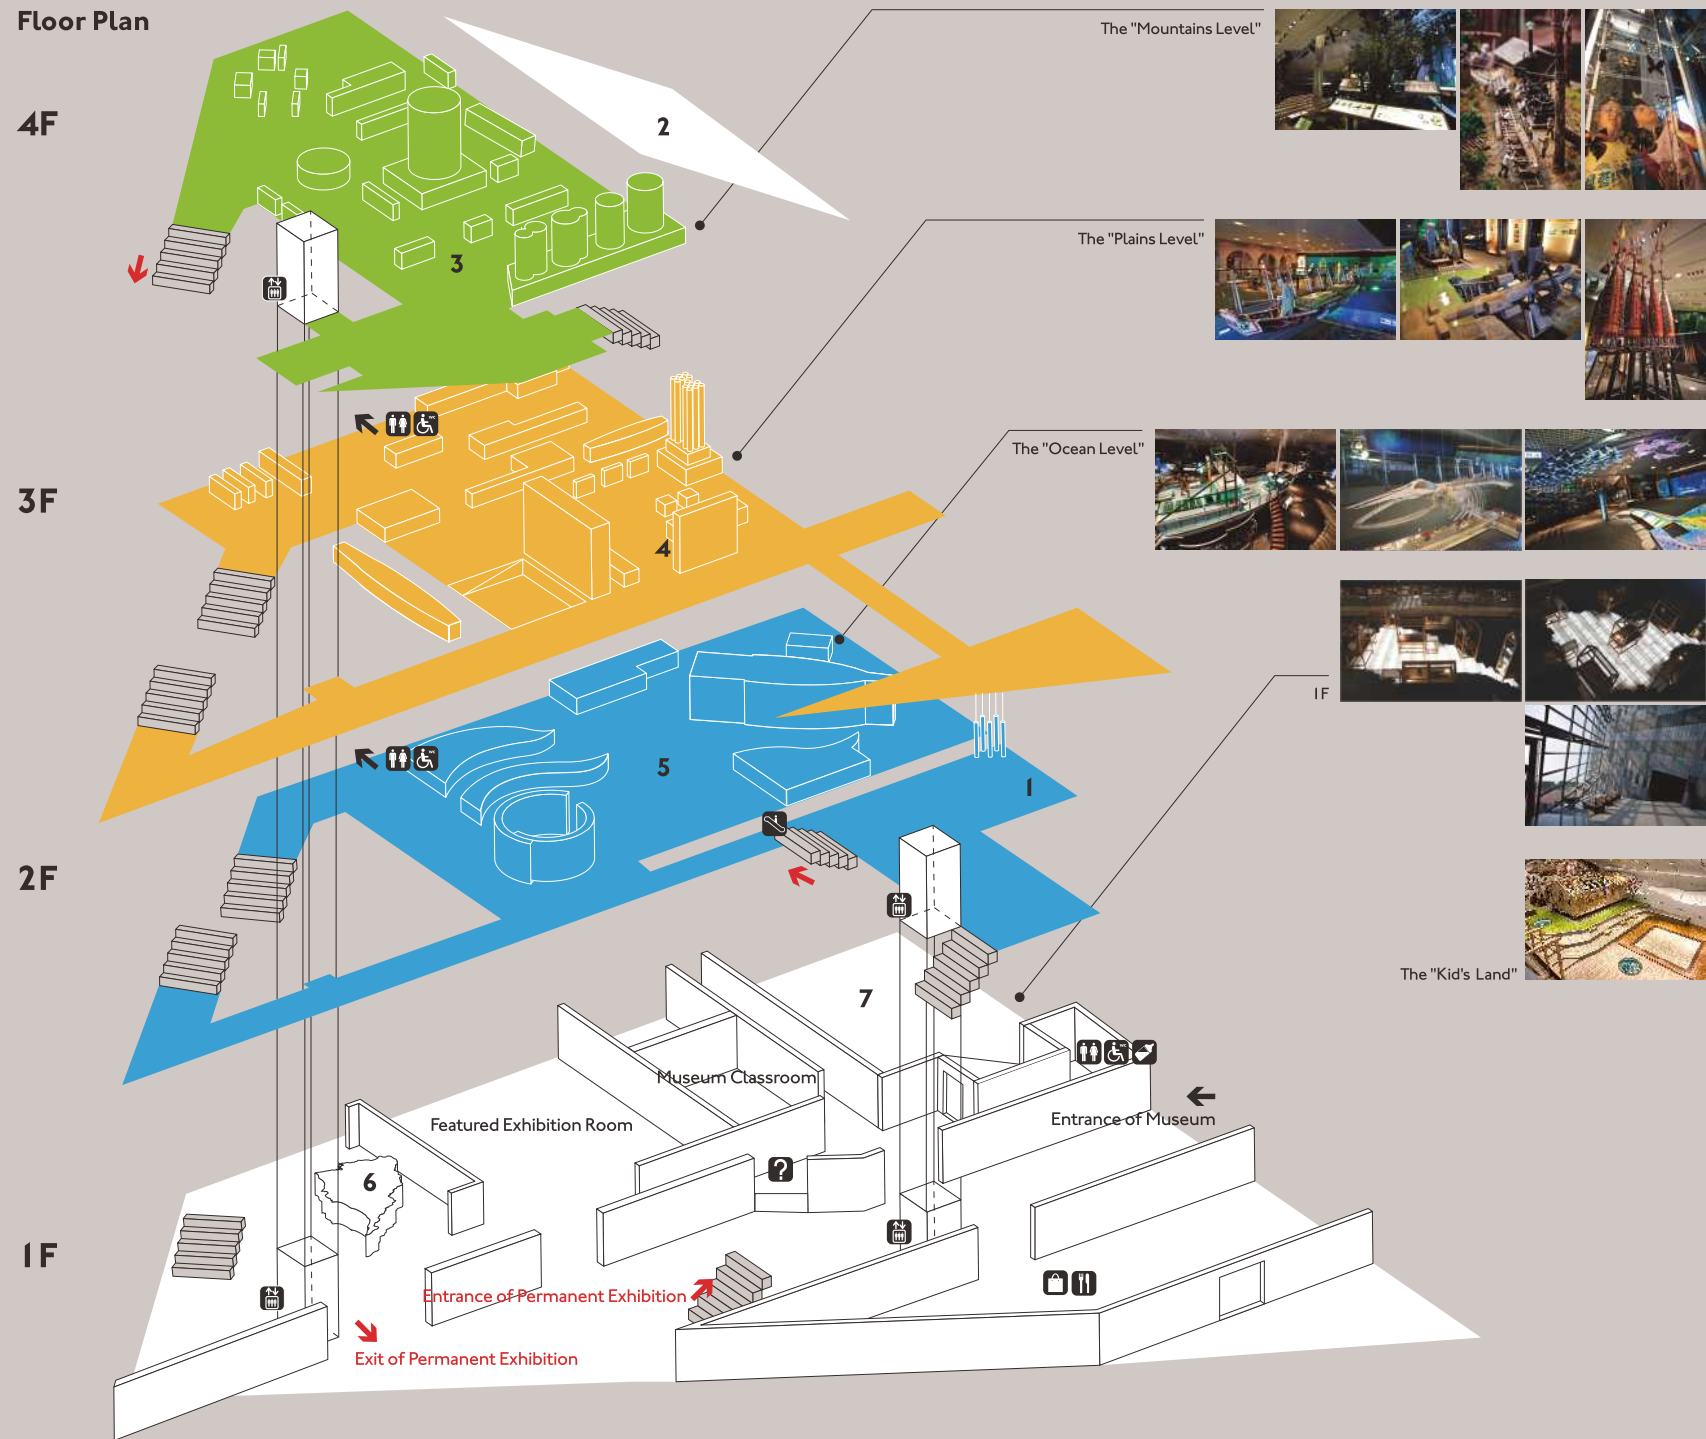 Floor Plan
The "Mountains Level"
4F
2
3
The "Plains Level"
3F
4
The "Ocean Level"
1F
5
1
2F
The "Kid's Land"
7
Museum Classroom
Featured Exhibition Room
Entrance of Museum
6
?
1F
Entrance of Permanent Exhibition
Exit of Permanent Exhibition